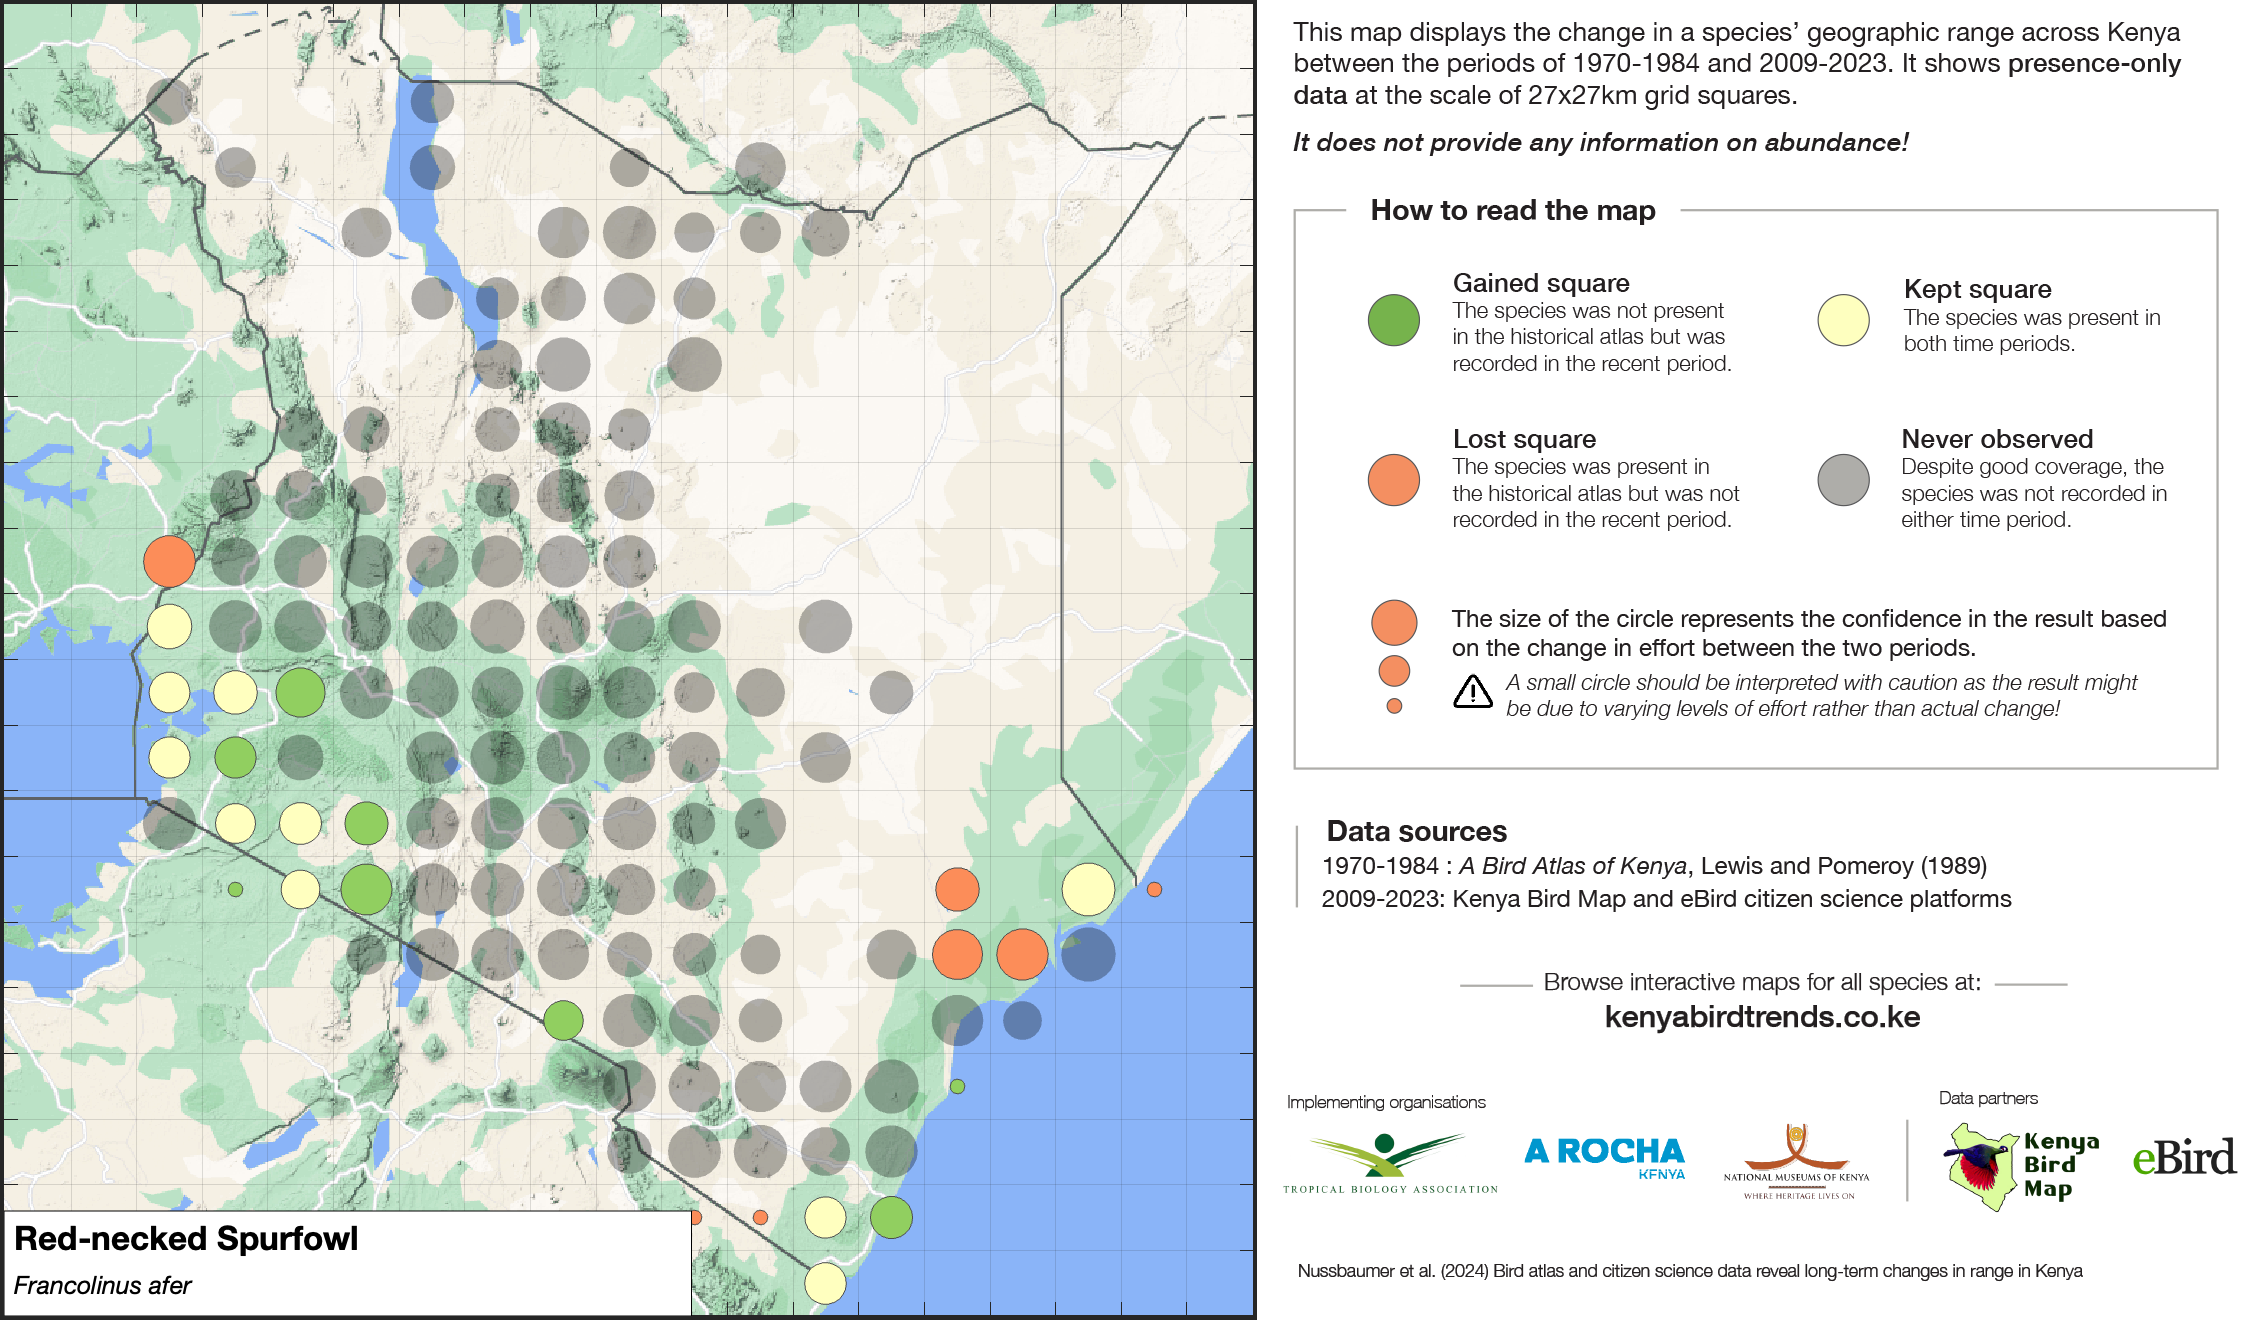 This map displays the change in a species’ geographic range across Kenya
between the periods of 1970-1984 and 2009-2023. It shows presence-only
data at the scale of 27x27km grid squares.
It does not provide any information on abundance!
How to read the map
Gained square
The species was not present
in the historical atlas but was
recorded in the recent period.
Kept square
The species was present in
both time periods.
Lost square
The species was present in
the historical atlas but was not
recorded in the recent period.
Never observed
Despite good coverage, the
species was not recorded in
either time period.
The size of the circle represents the confidence in the result based
on the change in effort between the two periods.
A small circle should be interpreted with caution as the result might
be due to varying levels of effort rather than actual change!
Data sources
1970-1984 : A Bird Atlas of Kenya, Lewis and Pomeroy (1989)
2009-2023: Kenya Bird Map and eBird citizen science platforms
Browse interactive maps for all species at:
kenyabirdtrends.co.ke
Implementing organisations
Data partners
TROPICAL BIOLOGY ASSOCIATION
A ROCHA
KENYA
NATIONAL MUSEUMS OF KENYA
WHERE HERITAGE LIVES ON
Kenya
Bird
Map
eBird
Red-necked Spurfowl
Francolinus afer
Nussbaumer et al. (2024) Bird atlas and citizen science data reveal long-term changes in range in Kenya